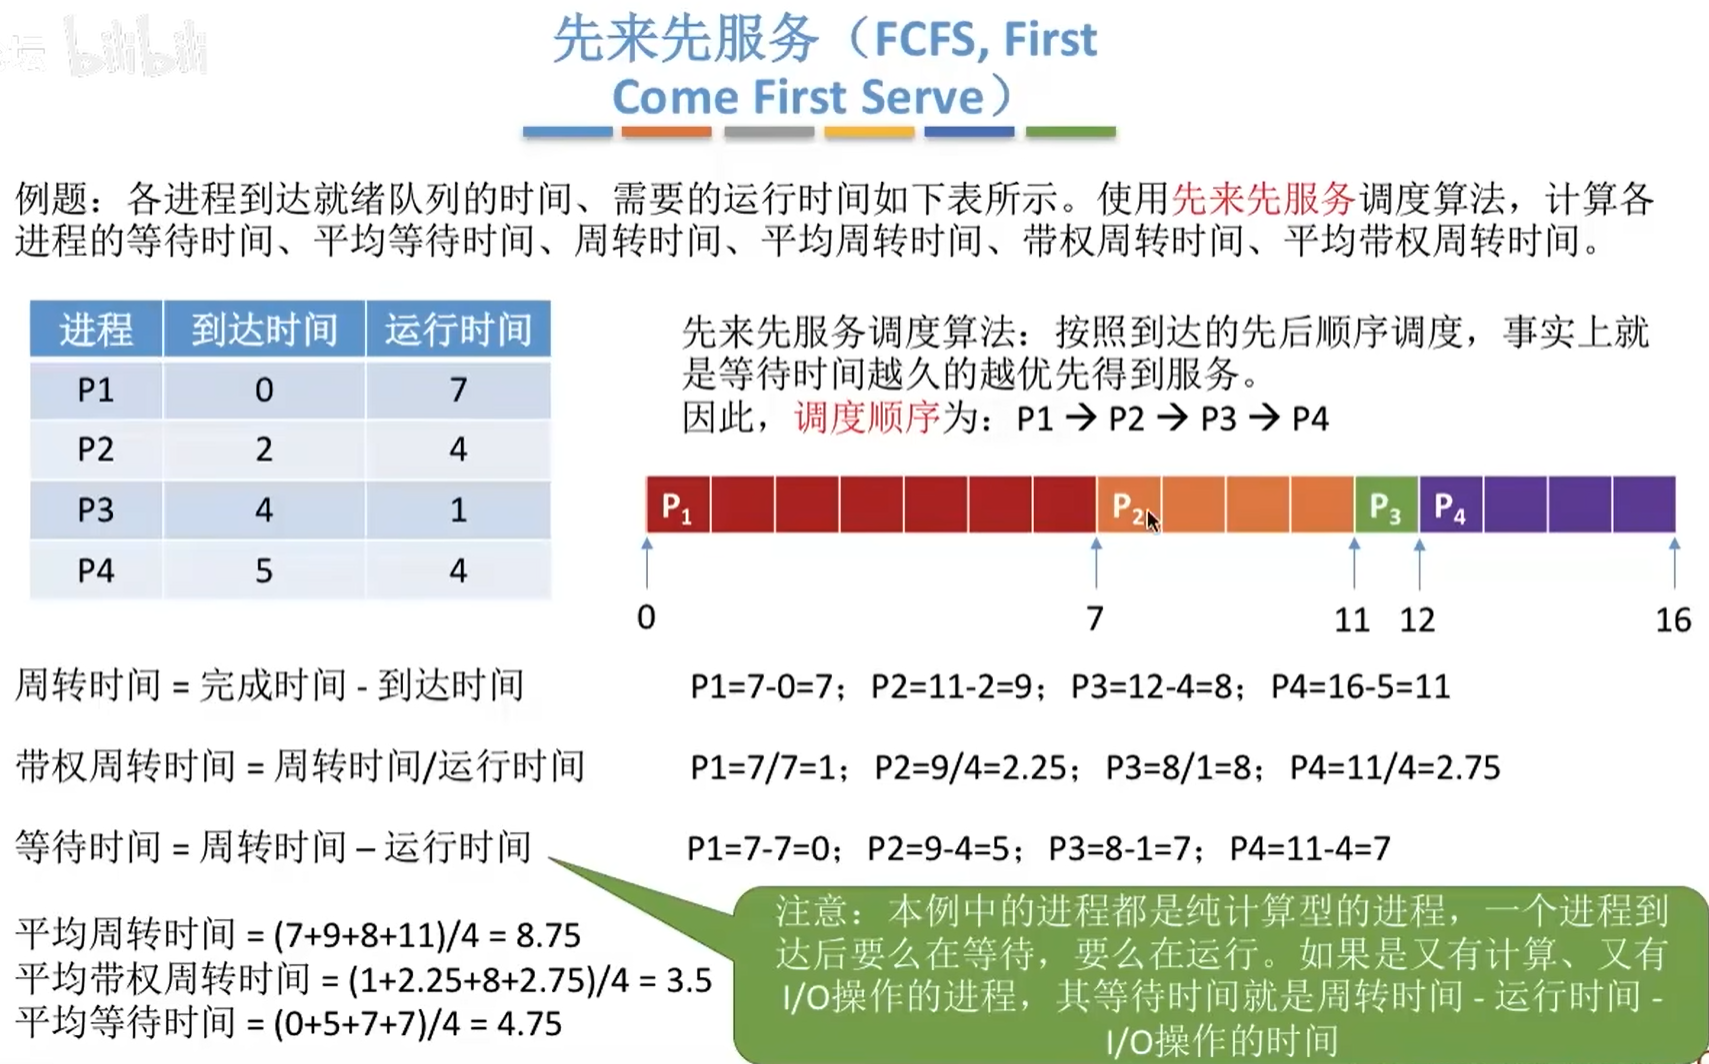 坛 bilibili
先来先服务（FCFS, First
Come First Serve）
例题：各进程到达就绪队列的时间、需要的运行时间如下表所示。使用先来先服务调度算法，计算各
进程的等待时间、平均等待时间、周转时间、平均周转时间、带权周转时间、平均带权周转时间。
进程 到达时间 运行时间
P1 0 7
P2 2 4
P3 4 1
P4 5 4
先来先服务调度算法：按照到达的先后顺序调度，事实上就
是等待时间越久的越优先得到服务。
因此，调度顺序为：P1 → P2 → P3 → P4
P1 P2 P3 P4
0 7 11 12 16
周转时间 = 完成时间 - 到达时间
P1=7-0=7；P2=11-2=9；P3=12-4=8；P4=16-5=11
带权周转时间 = 周转时间/运行时间
P1=7/7=1；P2=9/4=2.25；P3=8/1=8；P4=11/4=2.75
等待时间 = 周转时间 – 运行时间
P1=7-7=0；P2=9-4=5；P3=8-1=7；P4=11-4=7
平均周转时间 = (7+9+8+11)/4 = 8.75
平均带权周转时间 = (1+2.25+8+2.75)/4 = 3.5
平均等待时间 = (0+5+7+7)/4 = 4.75
注意：本例中的进程都是纯计算型的进程，一个进程到
达后要么在等待，要么在运行。如果是又有计算、又有
I/O操作的进程，其等待时间就是周转时间 - 运行时间 -
I/O操作的时间